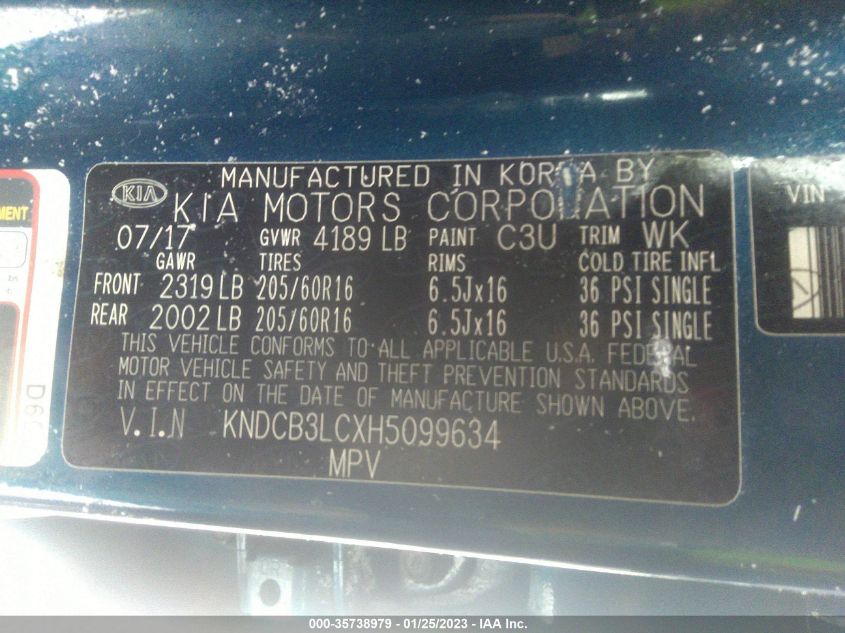 MANUFACTURED IN KOREA BY
KIA KIA MOTORS CORPORATION
07/17 GVWR 4189 LB PAINT C3U TRIM WK
GAWR TIRES RIMS COLD TIRE INFL
FRONT 2319 LB 205/60R16 6.5Jx16 36 PSI SINGLE
REAR 2002 LB 205/60R16 6.5Jx16 36 PSI SINGLE
THIS VEHICLE CONFORMS TO ALL APPLICABLE U.S.A. FEDERAL
MOTOR VEHICLE SAFETY AND THEFT PREVENTION STANDARDS
IN EFFECT ON THE DATE OF MANUFACTURE SHOWN ABOVE.
V.I.N KNDCB3LCXH5099634
MPV
VIN
000-35738979 - 01/25/2023 - IAA Inc.